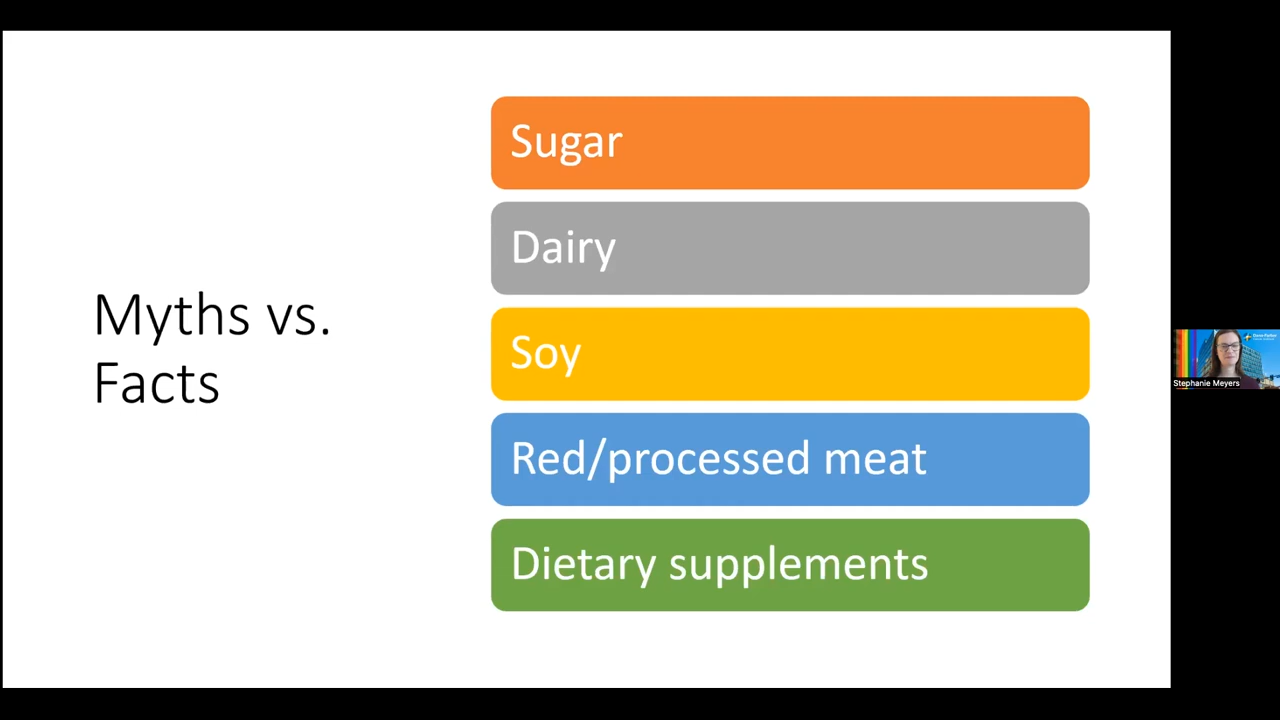 Myths vs.
Facts
Sugar
Dairy
Soy
Red/processed meat
Dietary supplements
Stephanie Meyers